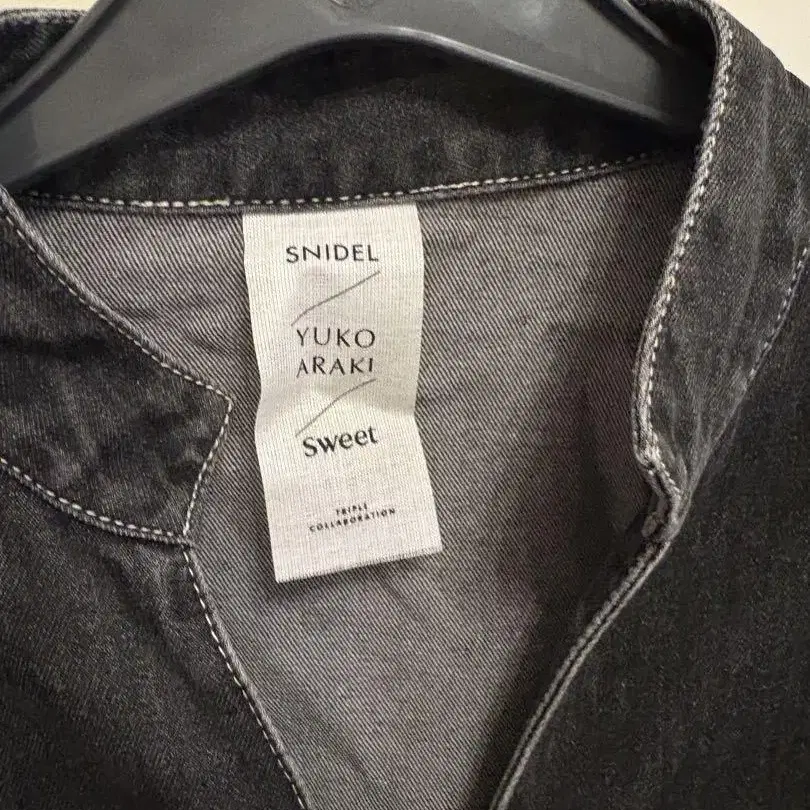 SNIDEL
YUKO
ARAKI
sweet
TRIPLE
COLLABORATION